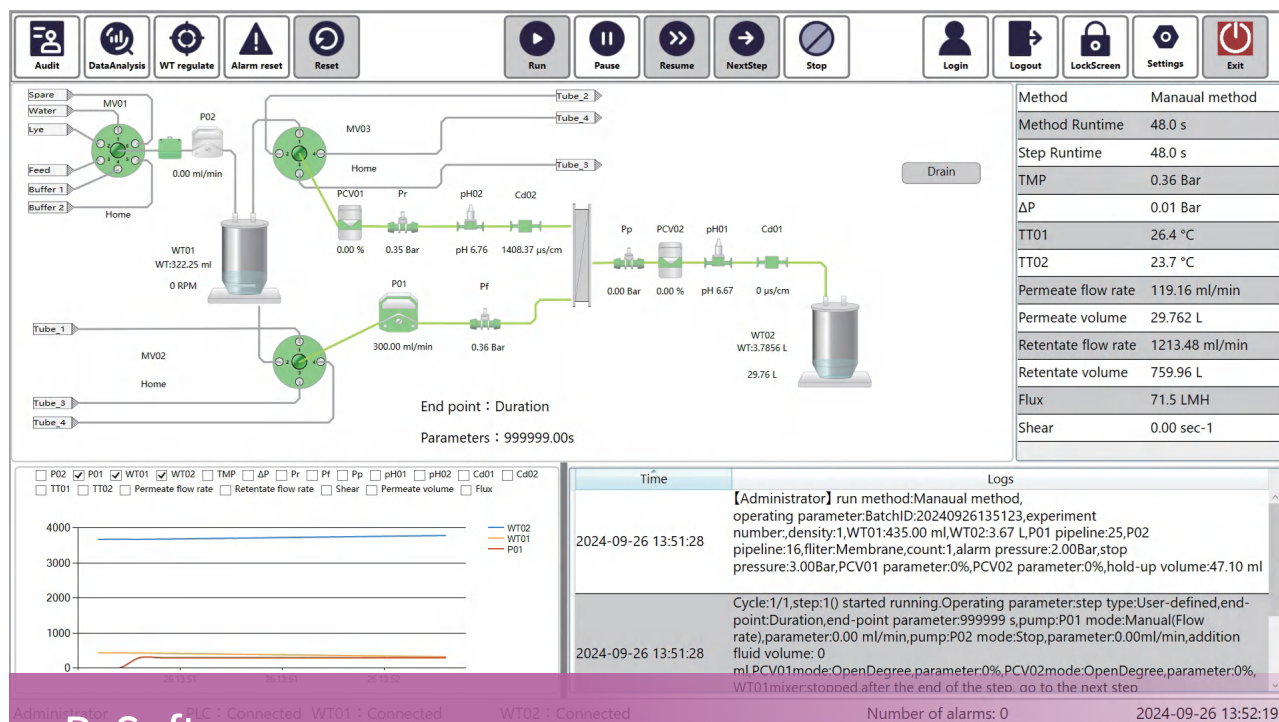 Audit DataAnalysis WT regulate Alarm reset Reset Run Pause Resume NextStep Stop Login Logout LockScreen Settings Exit
Spare
Water
Lye
Feed
Buffer 1
Buffer 2
MV01
Home
P02
0.00 ml/min
WT01
WT:322.25 ml
0 RPM
Tube_2
Tube_4
Tube_3
MV03
Home
PCV01 Pr pH02 Cd02
0.00 % 0.35 Bar pH 6.76 1408.37 µs/cm
P01 Pf
300.00 ml/min 0.36 Bar
Pp PCV02 pH01 Cd01
0.00 Bar 0.00 % pH 6.67 0 µs/cm
Drain
WT02
WT:3.7856 L
29.76 L
Tube_1
MV02
Home
Tube_3
Tube_4
End point：Duration
Parameters：999999.00s
Method Manaual method
Method Runtime 48.0 s
Step Runtime 48.0 s
TMP 0.36 Bar
ΔP 0.01 Bar
TT01 26.4 °C
TT02 23.7 °C
Permeate flow rate 119.16 ml/min
Permeate volume 29.762 L
Retentate flow rate 1213.48 ml/min
Retentate volume 759.96 L
Flux 71.5 LMH
Shear 0.00 sec-1
P02 P01 WT01 WT02 TMP ΔP Pr Pf Pp pH01 pH02 Cd01 Cd02
TT01 TT02 Permeate flow rate Retentate flow rate Shear Permeate volume Flux
4000
3000
2000
1000
0
26 13:51 26 13:51 26 13:52
WT02
WT01
P01
Time Logs
2024-09-26 13:51:28
【Administrator】run method:Manaual method,
operating parameter:BatchID:20240926135123,experiment
number:,density:1,WT01:435.00 ml,WT02:3.67 L,P01 pipeline:25,P02
pipeline:16,fliter:Membrane,count:1,alarm pressure:2.00Bar,stop
pressure:3.00Bar,PCV01 parameter:0%,PCV02 parameter:0%,hold-up volume:47.10 ml
2024-09-26 13:51:28
Cycle:1/1,step:1() started running.Operating parameter:step type:User-defined,end-
point:Duration,end-point parameter:999999 s,pump:P01 mode:Manual(Flow
rate),parameter:0.00 ml/min,pump:P02 mode:Stop,parameter:0.00ml/min,addition
fluid volume: 0
ml,PCV01mode:OpenDegree,parameter:0%,PCV02mode:OpenDegree,parameter:0%,
WT01mixer:stopped,after the end of the step, go to the next step
Administrator PLC：Connected WT01：Connected WT02：Connected Number of alarms: 0 2024-09-26 13:52:19